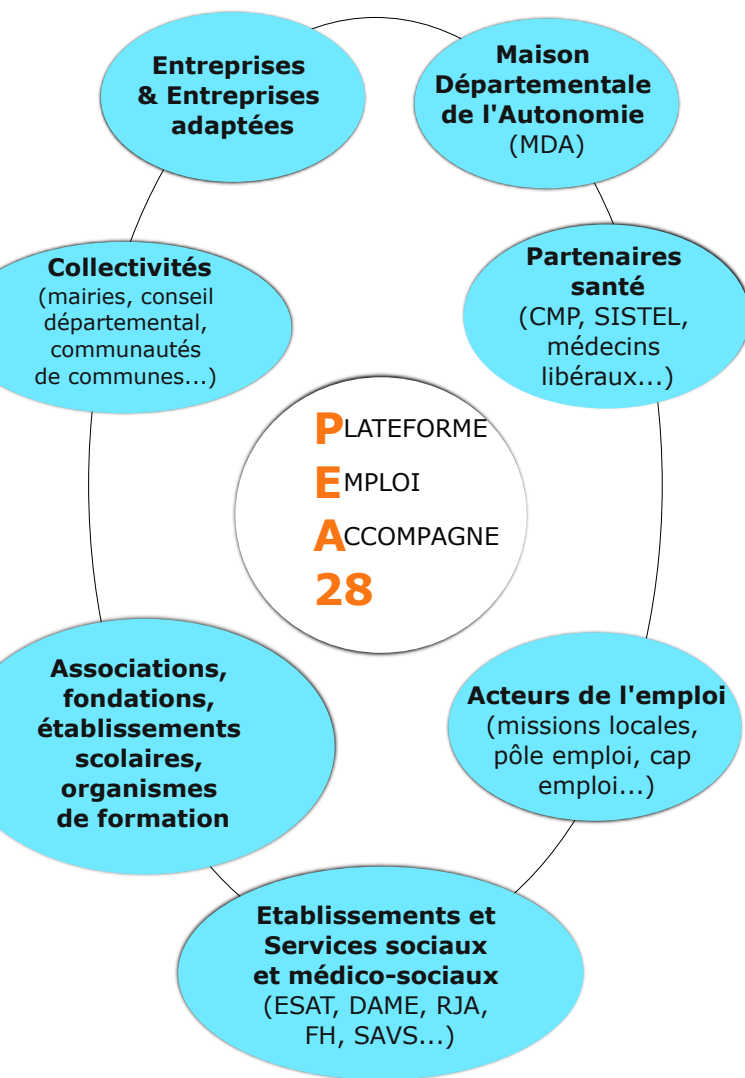 Entreprises
& Entreprises
adaptées
Maison
Départementale
de l'Autonomie
(MDA)
Collectivités
(mairies, conseil
départemental,
communautés
de communes...)
Partenaires
santé
(CMP, SISTEL,
médecins
libéraux...)
PLATEFORME
EMPLOI
ACCOMPAGNE
28
Associations,
fondations,
établissements
scolaires,
organismes
de formation
Acteurs de l'emploi
(missions locales,
pôle emploi, cap
emploi...)
Etablissements et
Services sociaux
et médico-sociaux
(ESAT, DAME, RJA,
FH, SAVS...)